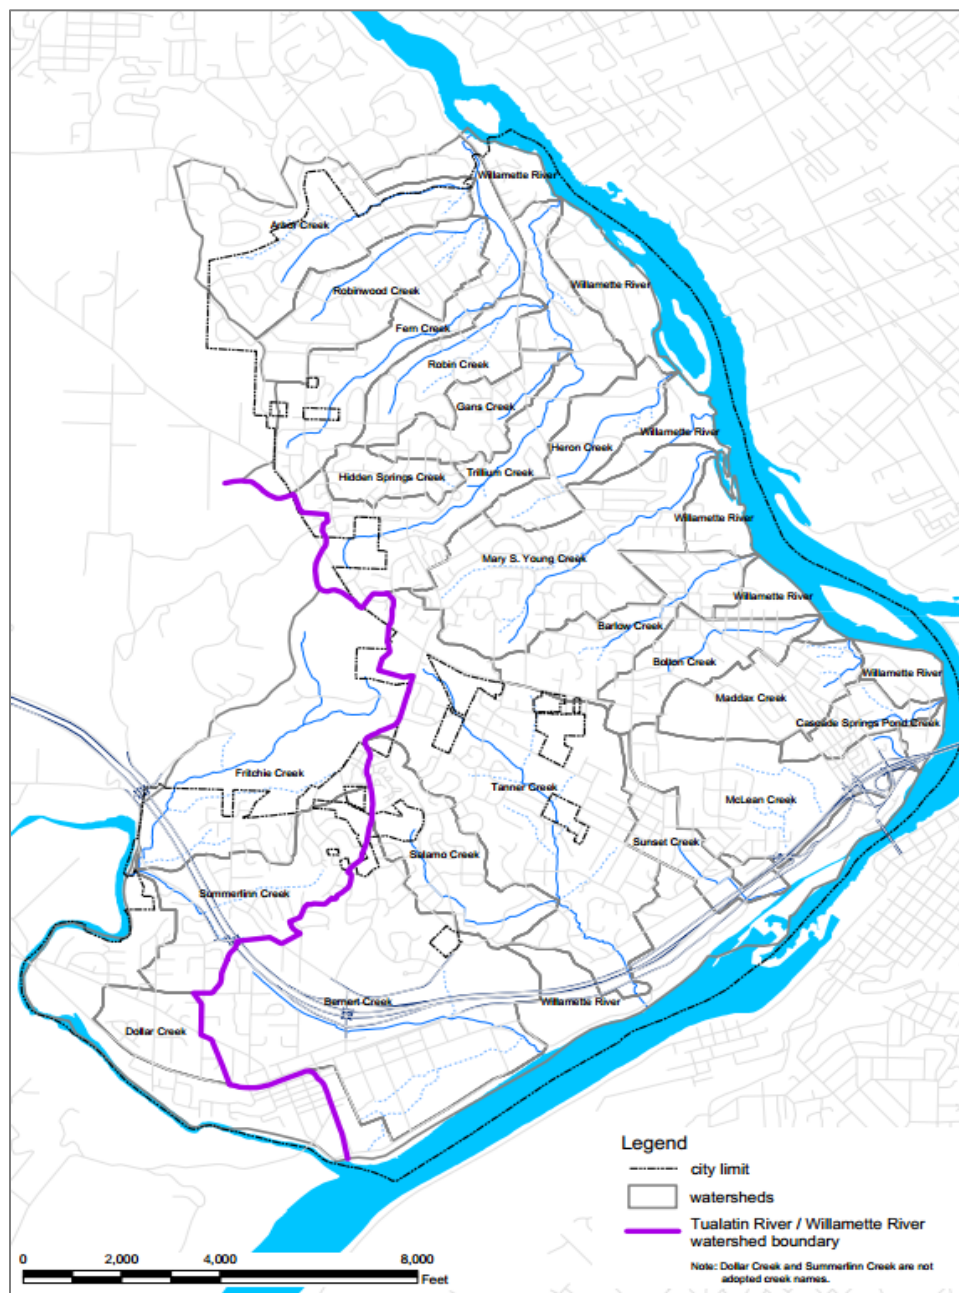 Willamette River
Arbor Creek
Willamette River
Robinwood Creek
Fern Creek
Robin Creek
Gans Creek
Willamette River
Heron Creek
Trillium Creek
Hidden Springs Creek
Willamette River
Mary S. Young Creek
Willamette River
Barlow Creek
Bolton Creek
Willamette River
Maddax Creek
Cascade Springs Pond Creek
Fritchie Creek
Tanner Creek
McLean Creek
Sunset Creek
Salamo Creek
Summerlinn Creek
Bernert Creek
Willamette River
Dollar Creek
Legend
city limit
watersheds
Tualatin River / Willamette River
watershed boundary
Note: Dollar Creek and Summerlinn Creek are not
adopted creek names.
0 2,000 4,000 8,000
Feet